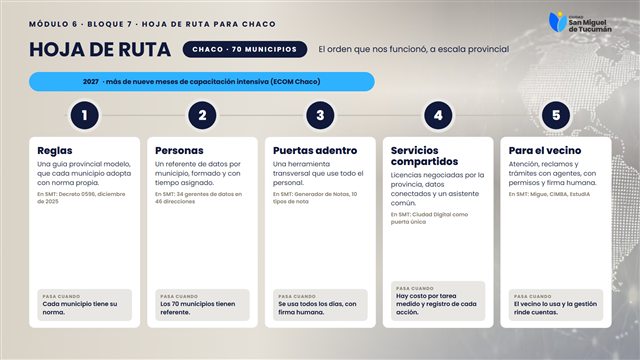 MÓDULO 6 · BLOQUE 7 · HOJA DE RUTA PARA CHACO
CIUDAD
San Miguel
de Tucumán
HOJA DE RUTA
CHACO · 70 MUNICIPIOS
El orden que nos funcionó, a escala provincial
2027 · más de nueve meses de capacitación intensiva (ECOM Chaco)
1
2
3
4
5
Reglas
Una guía provincial modelo,
que cada municipio adopta
con norma propia.
En SMT: Decreto 0596, diciembre
de 2025
PASA CUANDO
Cada municipio tiene su
norma.
Personas
Un referente de datos por
municipio, formado y con
tiempo asignado.
En SMT: 34 gerentes de datos en
46 direcciones
PASA CUANDO
Los 70 municipios tienen
referente.
Puertas adentro
Una herramienta
transversal que use todo el
personal.
En SMT: Generador de Notas, 10
tipos de nota
PASA CUANDO
Se usa todos los días, con
firma humana.
Servicios
compartidos
Licencias negociadas por la
provincia, datos
conectados y un asistente
común.
En SMT: Ciudad Digital como
puerta única
PASA CUANDO
Hay costo por tarea
medido y registro de cada
acción.
Para el vecino
Atención, reclamos y
trámites con agentes, con
permisos y firma humana.
En SMT: Migue, CIMBA, EstudIA
PASA CUANDO
El vecino lo usa y la gestión
rinde cuentas.